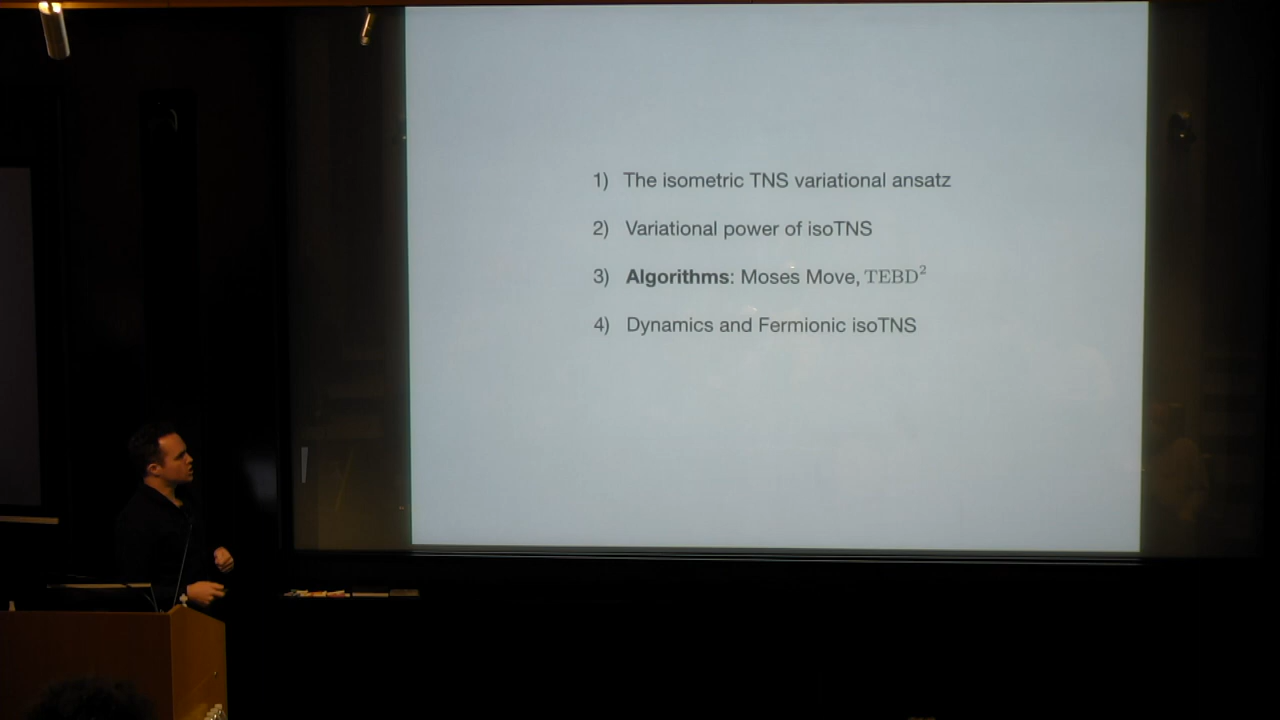 1) The isometric TNS variational ansatz
2) Variational power of isoTNS
3) Algorithms: Moses Move, TEBD²
4) Dynamics and Fermionic isoTNS